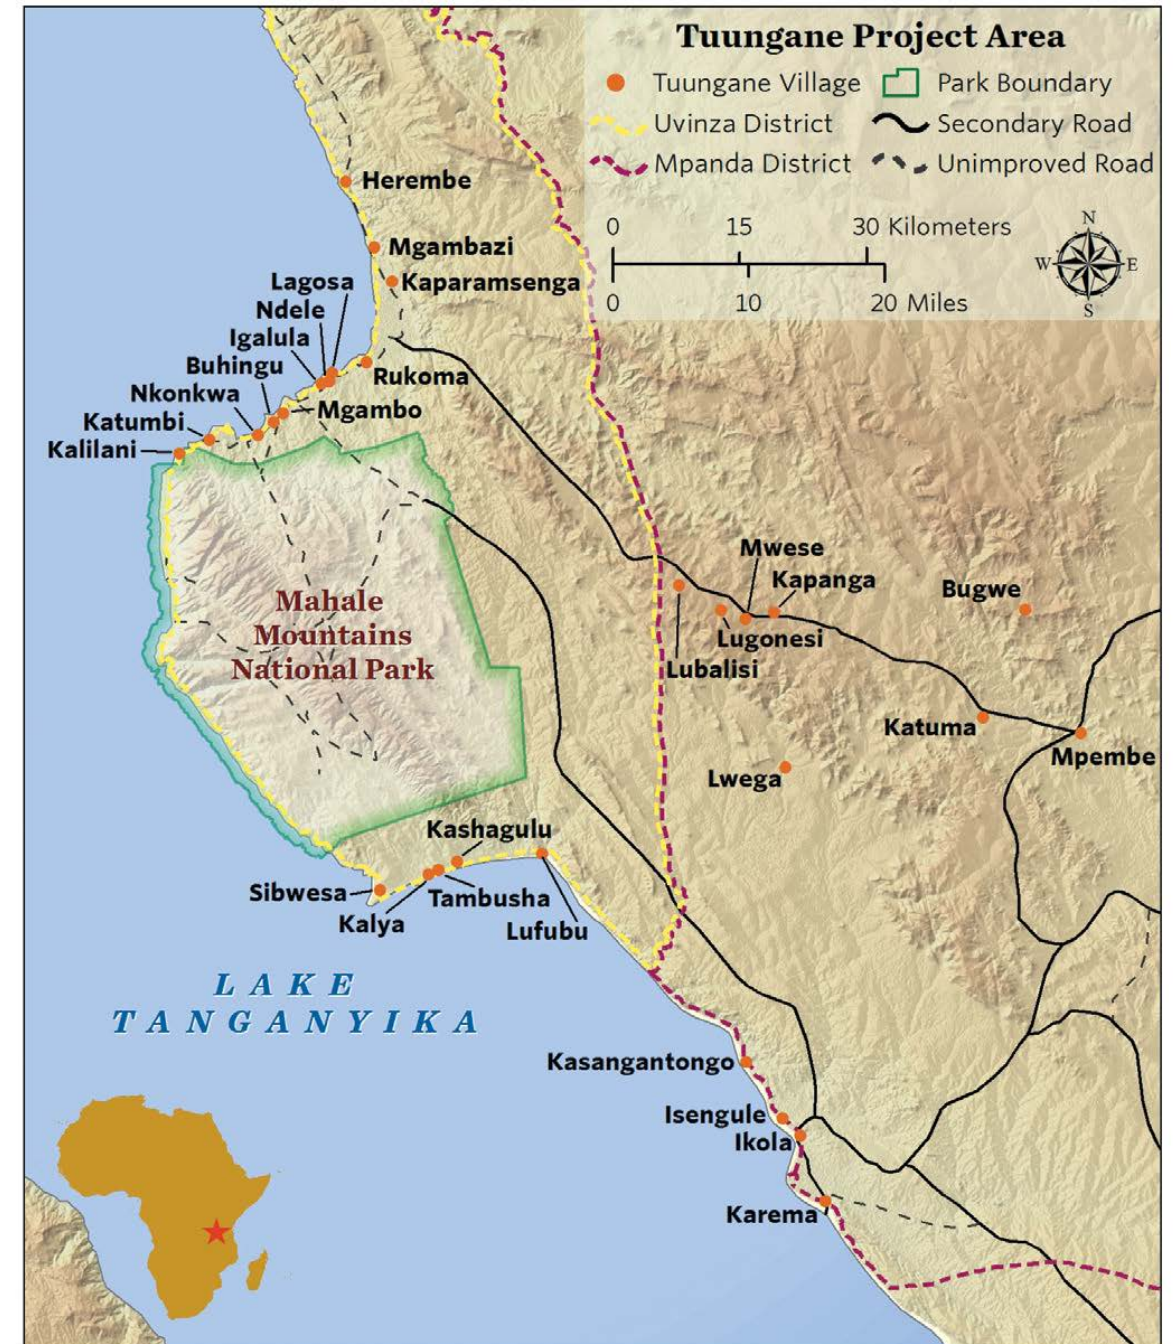 Tuungane Project Area
Tuungane Village
Park Boundary
Uvinza District
Secondary Road
Mpanda District
Unimproved Road
0 15 30 Kilometers
0 10 20 Miles
N
W E
S
Herembe
Mgambazi
Kaparamsenga
Lagosa
Ndele
Igalula
Buhingu
Rukoma
Nkonkwa
Mgambo
Katumbi
Kalilani
Mwese
Kapanga
Bugwe
Lugonesi
Lubalisi
Mahale
Mountains
National Park
Katuma
Mpembe
Lwega
Kashagulu
Sibwesa
Tambusha
Kalya
Lufubu
LAKE
TANGANYIKA
Kasangantongo
Isengule
Ikola
Karema